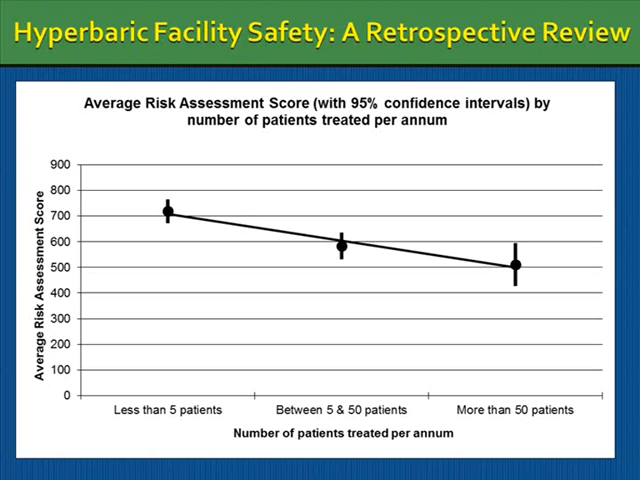 Hyperbaric Facility Safety: A Retrospective Review
Average Risk Assessment Score (with 95% confidence intervals) by
number of patients treated per annum
Average Risk Assessment Score
900
800
700
600
500
400
300
200
100
0
Less than 5 patients
Between 5 & 50 patients
More than 50 patients
Number of patients treated per annum